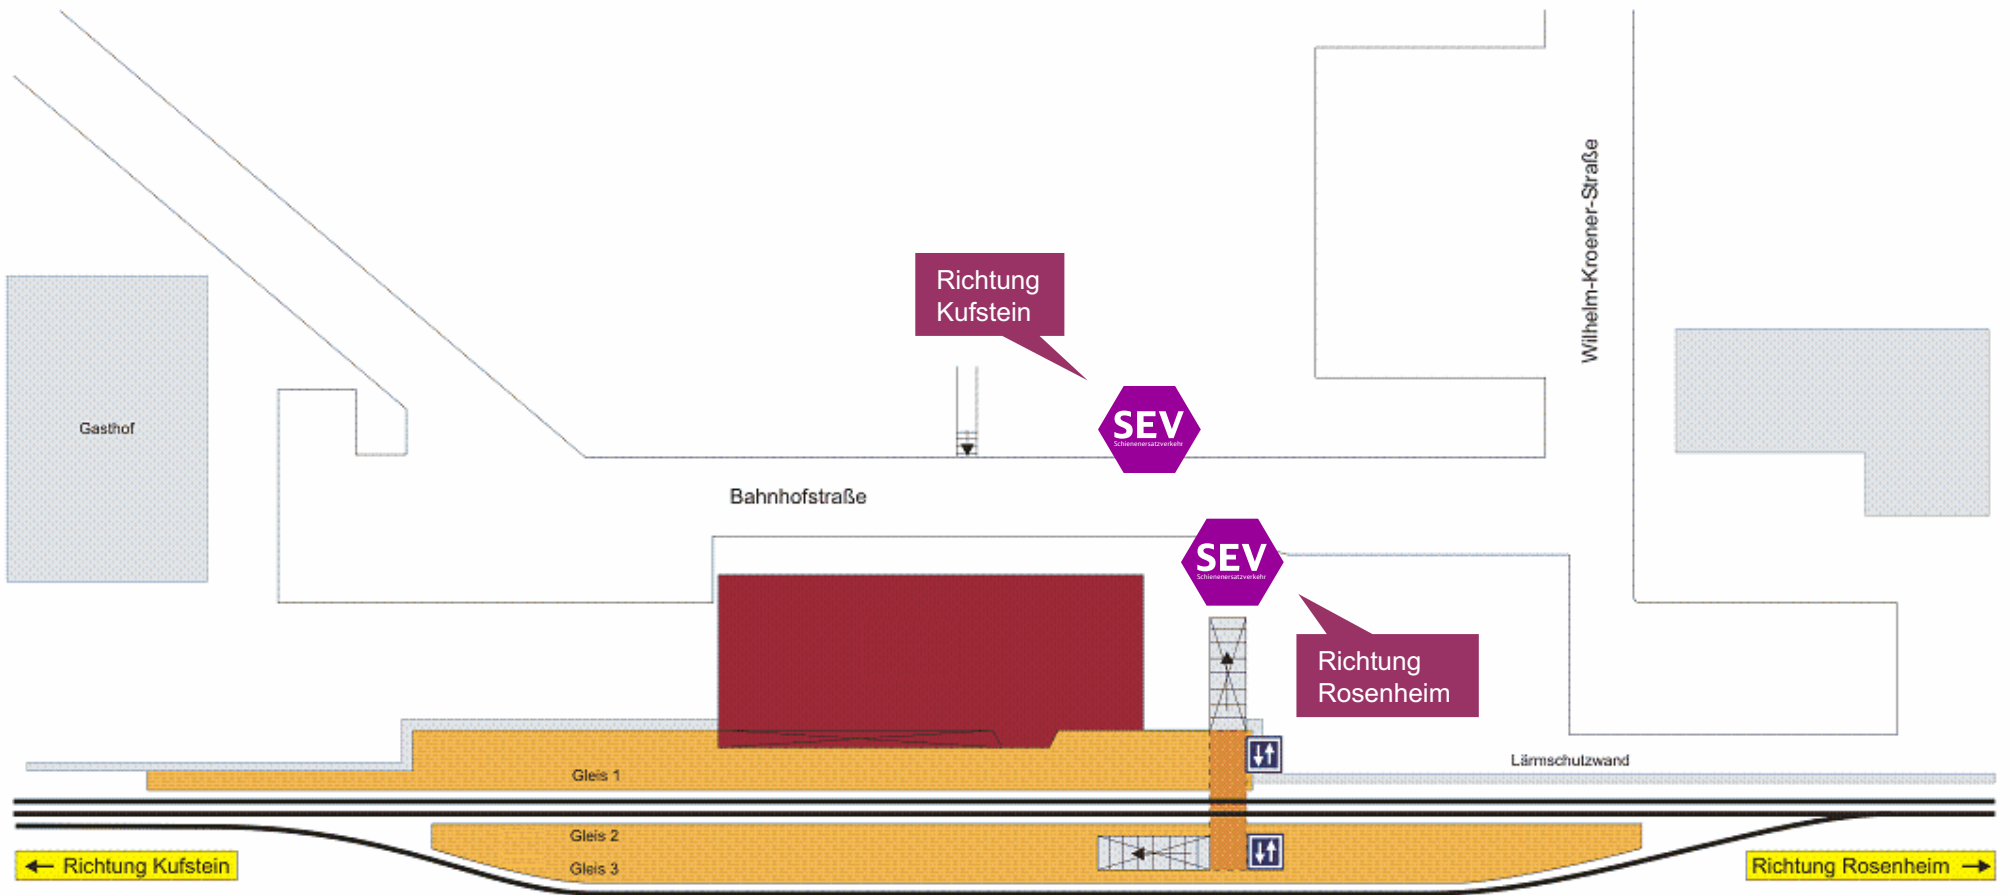 Wilhelm-Kroener-Straße
Richtung
Kufstein
SEV
Schienenersatzverkehr
Gasthof
Bahnhofstraße
SEV
Schienenersatzverkehr
Richtung
Rosenheim
Lärmschutzwand
Gleis 1
Gleis 2
Gleis 3
← Richtung Kufstein
Richtung Rosenheim →